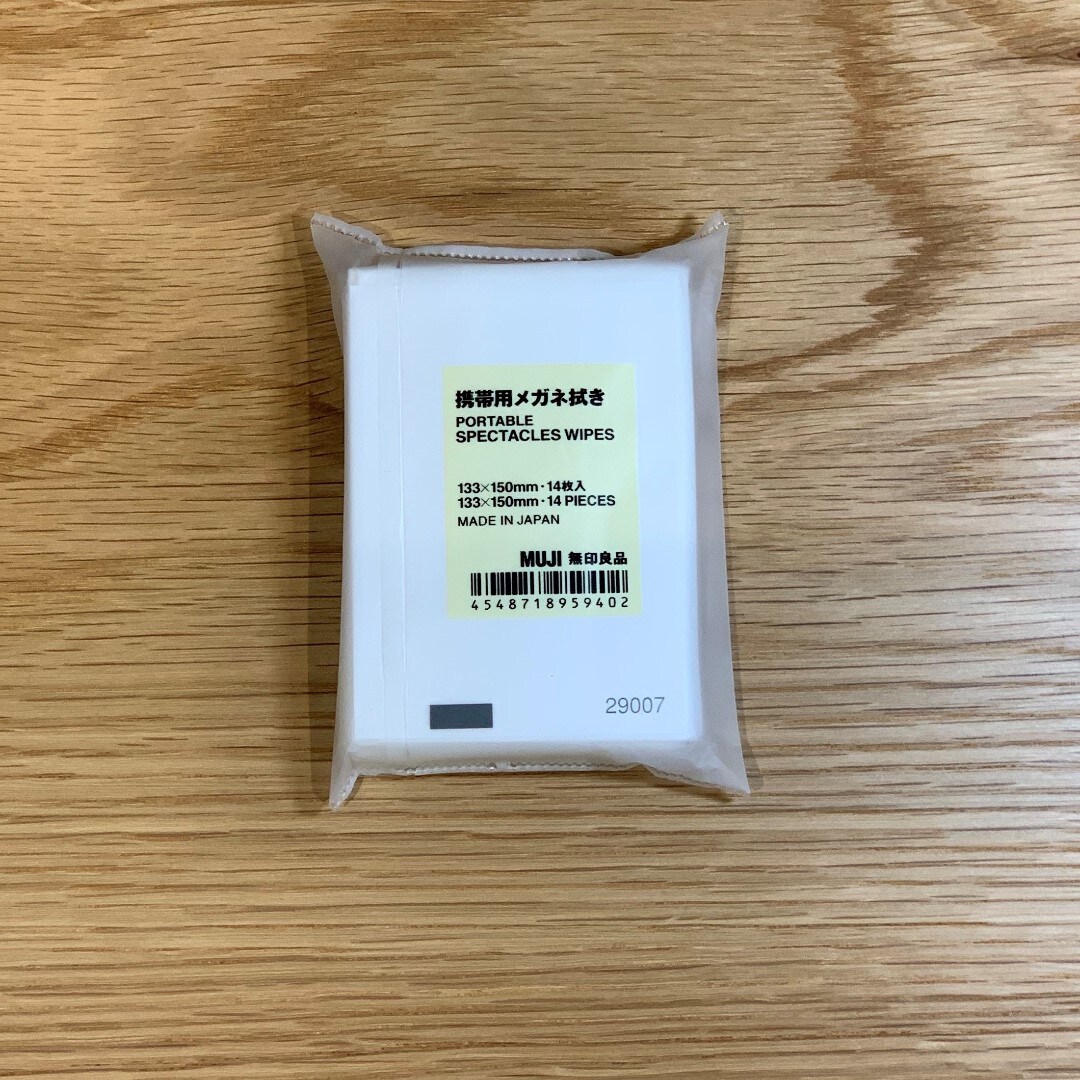 携帯用メガネ拭き
PORTABLE
SPECTACLES WIPES
133×150mm・14枚入
133×150mm・14 PIECES
MADE IN JAPAN
MUJI 無印良品
4548718959402
29007